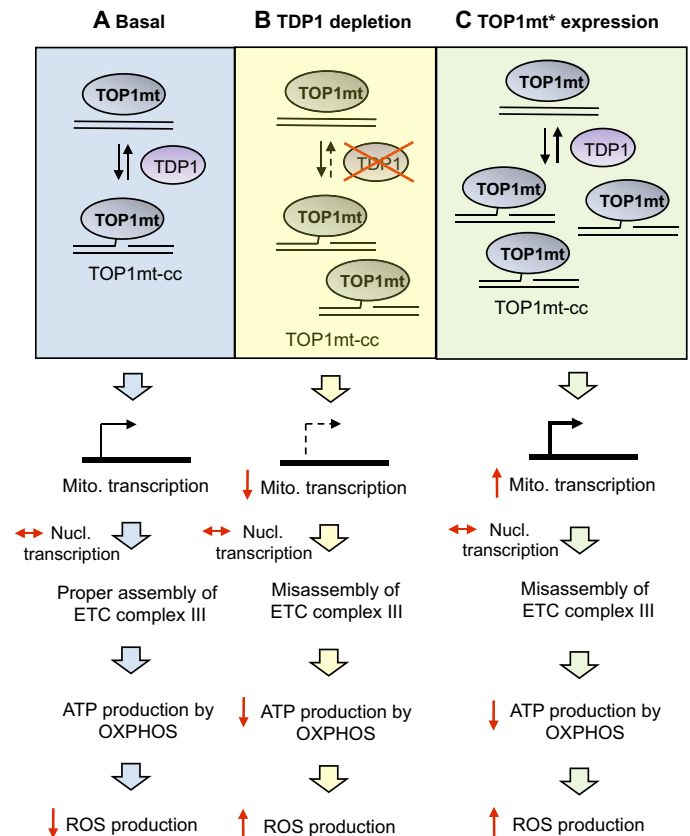 A Basal
TOP1mt
TDP1
TOP1mt
TOP1mt-cc
Mito. transcription
Nucl.
transcription
Proper assembly of
ETC complex III
ATP production by
OXPHOS
ROS production
B TDP1 depletion
TOP1mt
TDP1
TOP1mt
TOP1mt
TOP1mt-cc
Mito. transcription
Nucl.
transcription
Misassembly of
ETC complex III
ATP production by
OXPHOS
ROS production
C TOP1mt* expression
TOP1mt
TDP1
TOP1mt
TOP1mt
TOP1mt
TOP1mt-cc
Mito. transcription
Nucl.
transcription
Misassembly of
ETC complex III
ATP production by
OXPHOS
ROS production